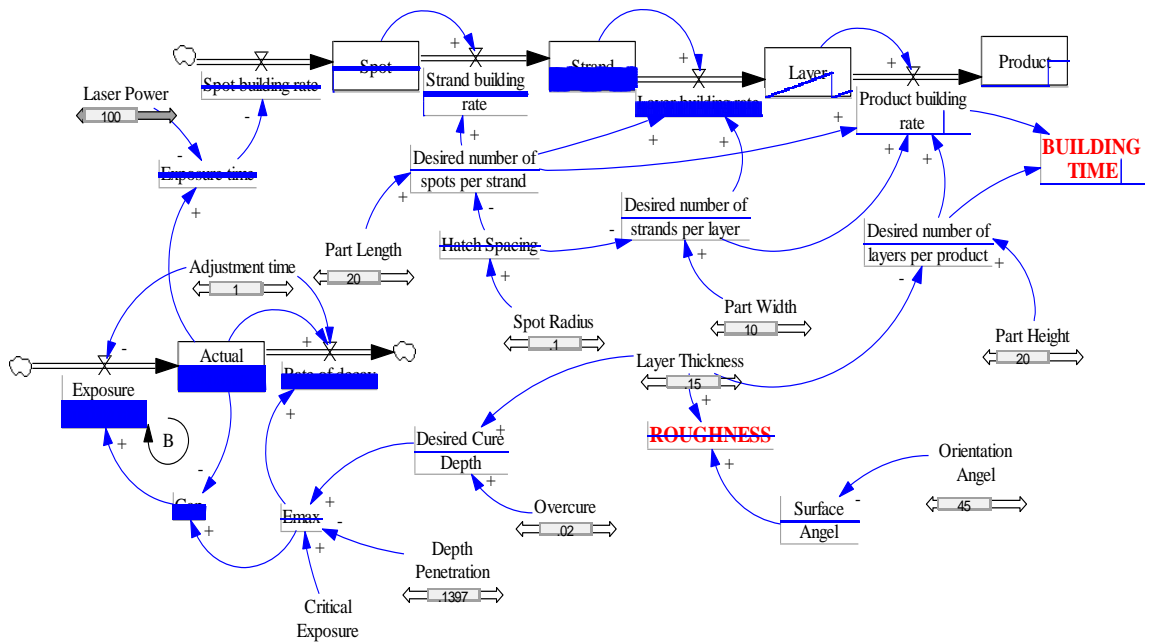 +
+
+
Spot
Strand
Layer
Product
Spot building rate
Strand building
rate
Layer building rate
Product building
rate
Laser Power
100
-
-
+
+
+
+
+
+
BUILDING
TIME
Exposure time
+
Desired number of
spots per strand
+
-
Desired number of
strands per layer
Desired number of
layers per product
+
-
Hatch Spacing
-
+
+
Part Length
20
Adjustment time
1
Spot Radius
.1
Part Width
10
Part Height
20
-
+
Actual
Rate of decay
Exposure
+
B
+
-
Layer Thickness
.15
+
ROUGHNESS
+
Desired Cure
Depth
+
+
Orientation
Angel
45
-
Surface
Angel
Overcure
.02
Gap
+
Emax
+
-
+
Depth
Penetration
.1397
Critical
Exposure